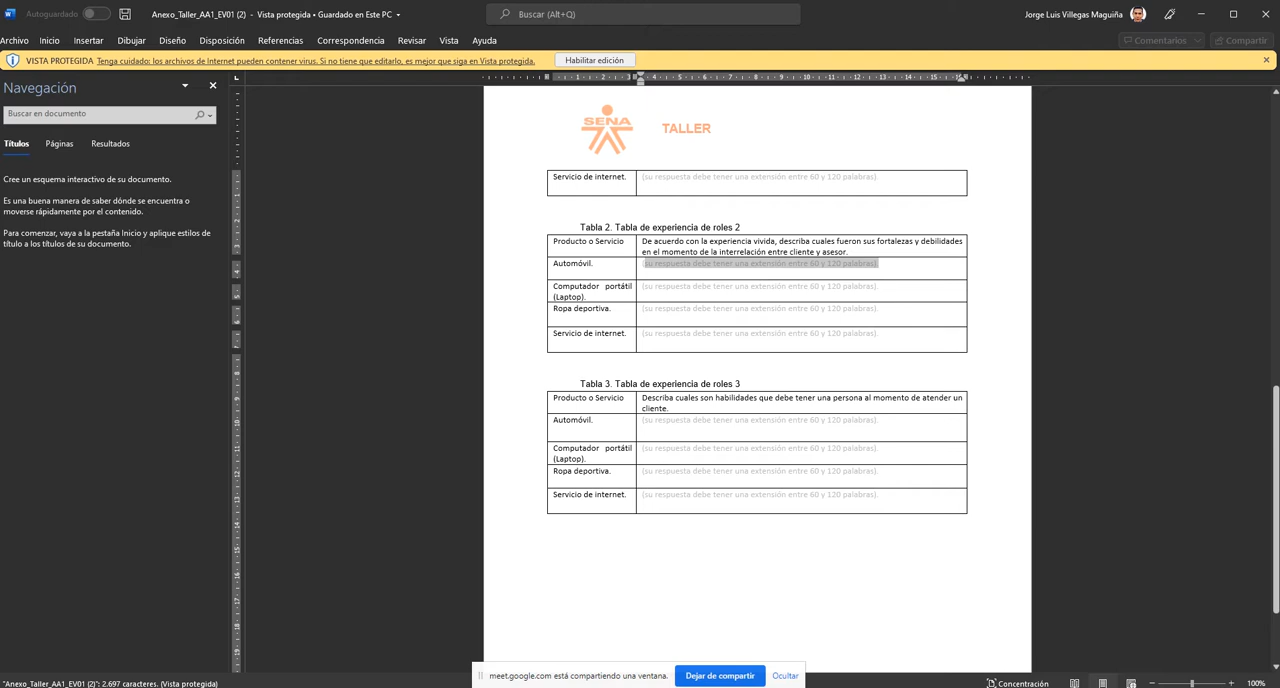 Autoguardado
Anexo_Taller_AA1_EV01 (2) - Vista protegida • Guardado en Este PC
Buscar (Alt+Q)
Jorge Luis Villegas Maguiña
Archivo Inicio Insertar Dibujar Diseño Disposición Referencias Correspondencia Revisar Vista Ayuda
Comentarios
Compartir
VISTA PROTEGIDA Tenga cuidado: los archivos de Internet pueden contener virus. Si no tiene que editarlo, es mejor que siga en Vista protegida.
Habilitar edición
Navegación
Buscar en documento
Títulos Páginas Resultados
Cree un esquema interactivo de su documento.
Es una buena manera de saber dónde se encuentra o
moverse rápidamente por el contenido.
Para comenzar, vaya a la pestaña Inicio y aplique estilos de
título a los títulos de su documento.
SENA
TALLER
Servicio de internet. (su respuesta debe tener una extensión entre 60 y 120 palabras).
Tabla 2. Tabla de experiencia de roles 2
Producto o Servicio De acuerdo con la experiencia vivida, describa cuales fueron sus fortalezas y debilidades
en el momento de la interrelación entre cliente y asesor.
Automóvil. (su respuesta debe tener una extensión entre 60 y 120 palabras).
Computador portátil (su respuesta debe tener una extensión entre 60 y 120 palabras).
(Laptop).
Ropa deportiva. (su respuesta debe tener una extensión entre 60 y 120 palabras).
Servicio de internet. (su respuesta debe tener una extensión entre 60 y 120 palabras).
Tabla 3. Tabla de experiencia de roles 3
Producto o Servicio Describa cuales son habilidades que debe tener una persona al momento de atender un
cliente.
Automóvil. (su respuesta debe tener una extensión entre 60 y 120 palabras).
Computador portátil (su respuesta debe tener una extensión entre 60 y 120 palabras).
(Laptop).
Ropa deportiva. (su respuesta debe tener una extensión entre 60 y 120 palabras).
Servicio de internet. (su respuesta debe tener una extensión entre 60 y 120 palabras).
meet.google.com está compartiendo una ventana.
Dejar de compartir
Ocultar
"Anexo_Taller_AA1_EV01 (2)": 2.697 caracteres. (Vista protegida)
Concentración
100%